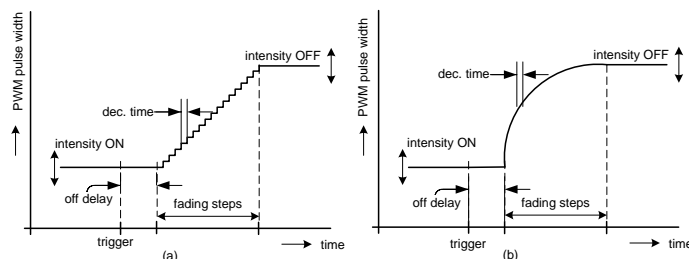 PWM pulse width
intensity OFF
dec. time
intensity ON
off delay
fading steps
trigger
time
(a)
PWM pulse width
intensity OFF
dec. time
intensity ON
off delay
fading steps
trigger
time
(b)